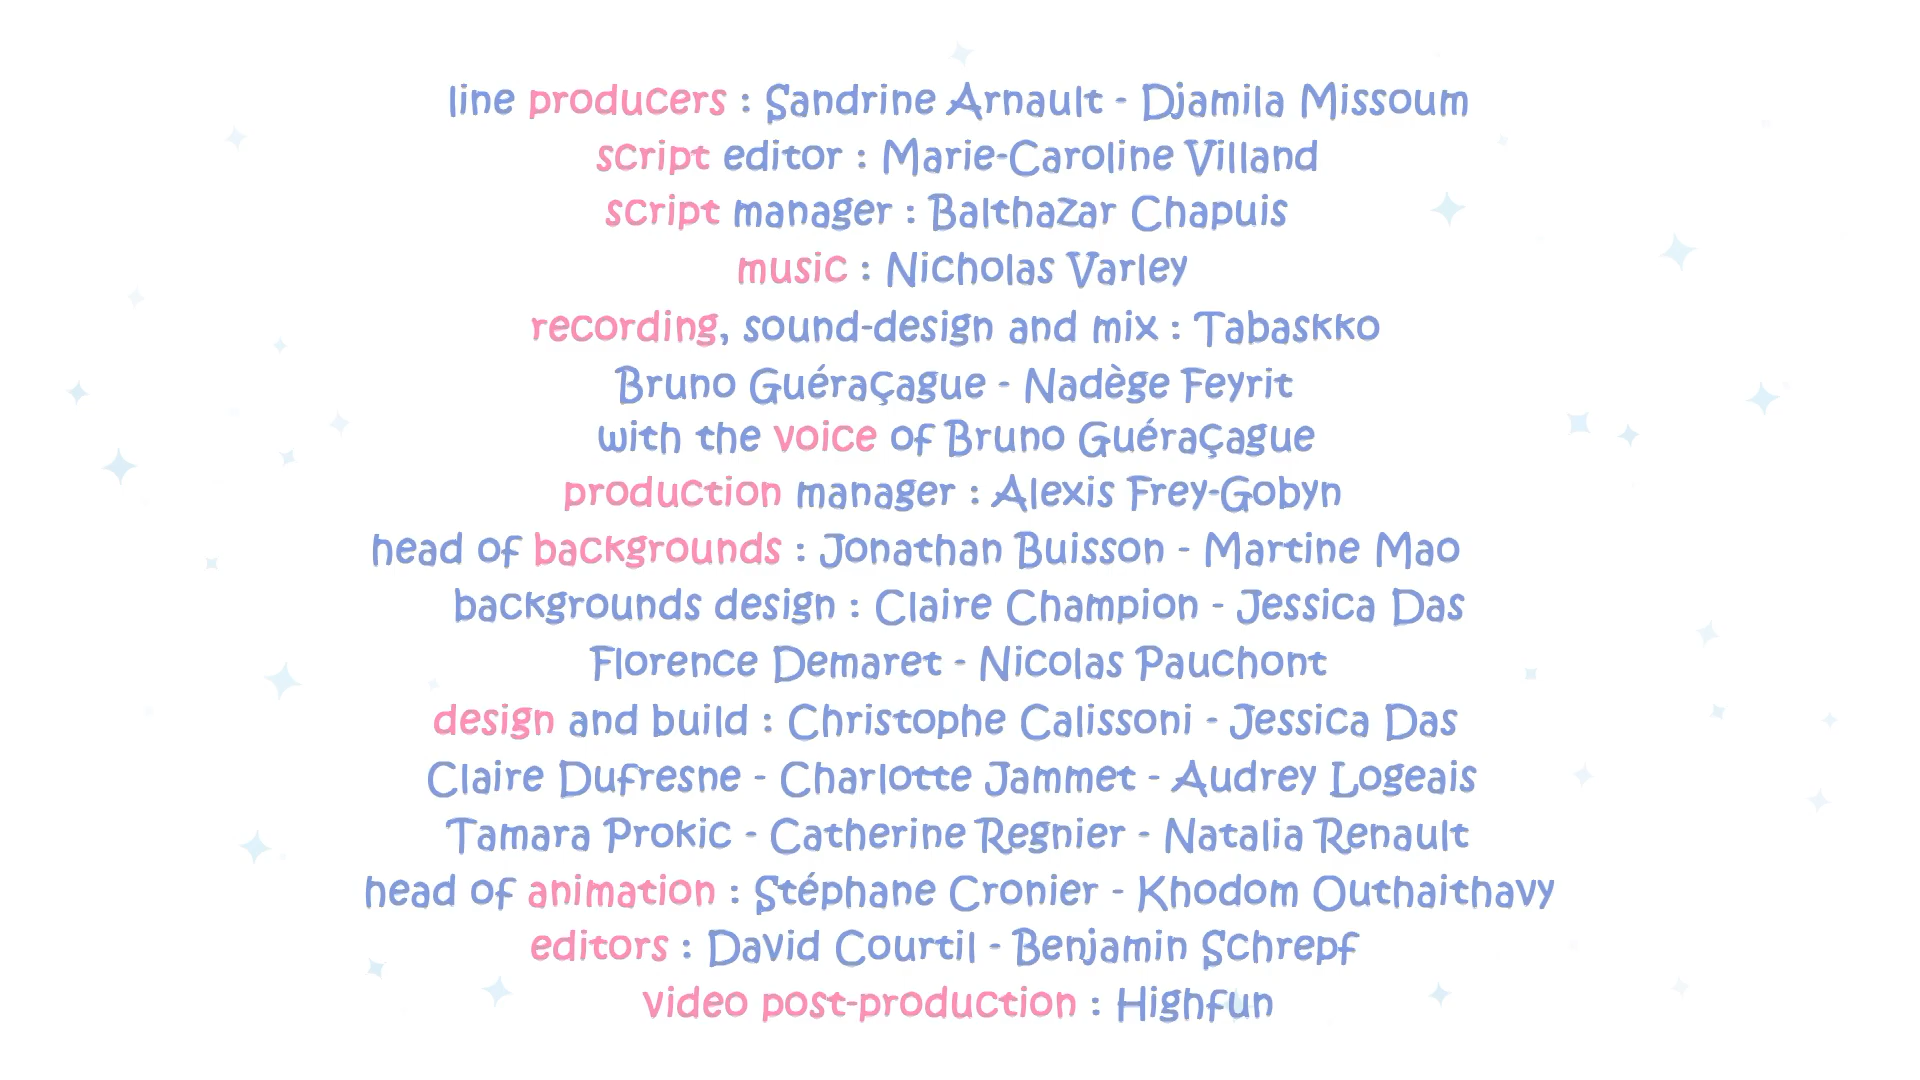 line producers : Sandrine Arnault - Djamila Missoum
script editor : Marie-Caroline Villand
script manager : Balthazar Chapuis
music : Nicholas Varley
recording, sound-design and mix : Tabaskko
Bruno Guéraçague - Nadège Feyrit
with the voice of Bruno Guéraçague
production manager : Alexis Frey-Gobyn
head of backgrounds : Jonathan Buisson - Martine Mao
backgrounds design : Claire Champion - Jessica Das
Florence Demaret - Nicolas Pauchont
design and build : Christophe Calissoni - Jessica Das
Claire Dufresne - Charlotte Jammet - Audrey Logeais
Tamara Prokic - Catherine Regnier - Natalia Renault
head of animation : Stéphane Cronier - Khodom Outhaithavy
editors : David Courtil - Benjamin Schrepf
video post-production : Highfun